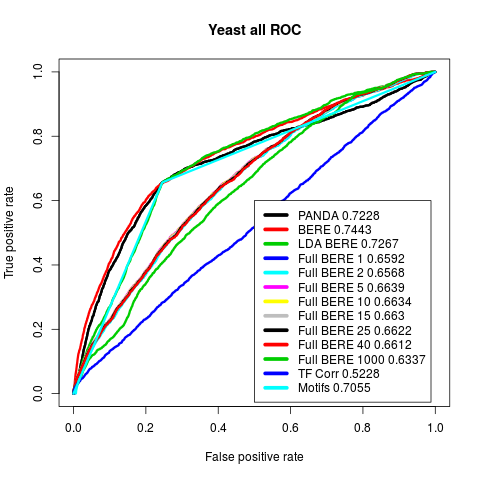 Yeast all ROC
True positive rate
1.0
0.8
0.6
0.4
0.2
0.0
PANDA 0.7228
BERE 0.7443
LDA BERE 0.7267
Full BERE 1 0.6592
Full BERE 2 0.6568
Full BERE 5 0.6639
Full BERE 10 0.6634
Full BERE 15 0.663
Full BERE 25 0.6622
Full BERE 40 0.6612
Full BERE 1000 0.6337
TF Corr 0.5228
Motifs 0.7055
0.0 0.2 0.4 0.6 0.8 1.0
False positive rate